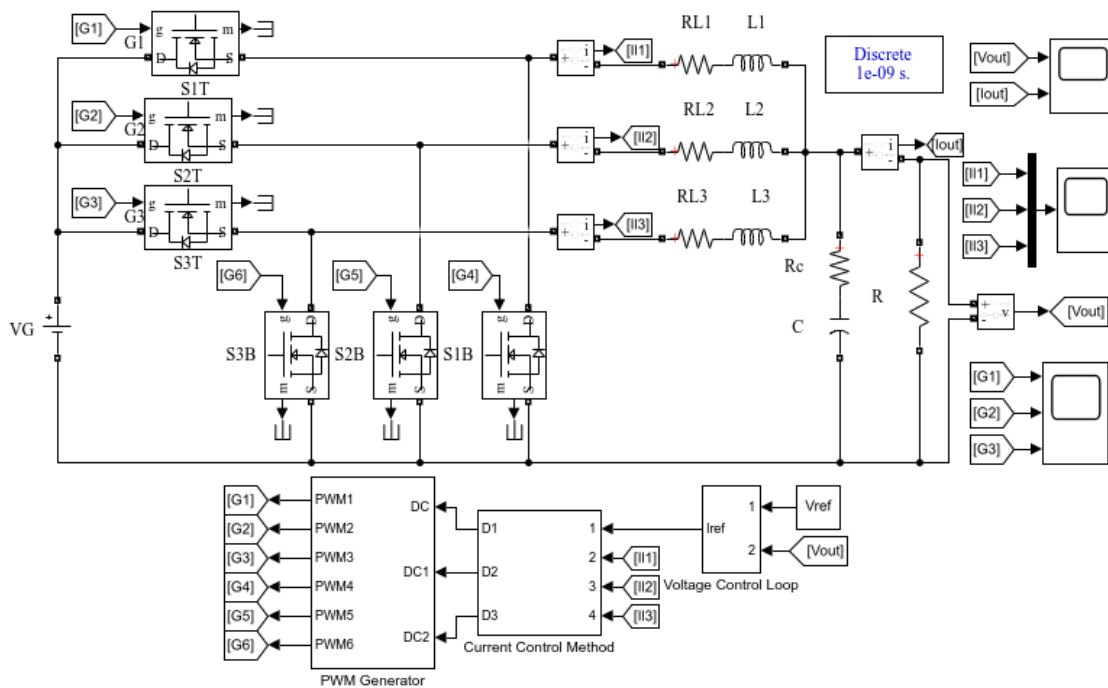 [G1] g m
G1 D S
S1T
[G2] g m
G2 D S
S2T
[G3] g m
G3 D S
S3T
VG
+
[G6] [G5] [G4]
g D
S3B
m S
g D
S2B
m S
g D
S1B
m S
+ i -
[Il1]
RL1 L1
+ i -
[Il2]
RL2 L2
+ i -
[Il3]
RL3 L3
Discrete
1e-09 s.
+ i -
[Iout]
Rc
C
R
[Vout]
[Iout]
[Il1]
[Il2]
[Il3]
+ - v
[Vout]
[G1]
[G2]
[G3]
[G1] PWM1
[G2] PWM2
[G3] PWM3
[G4] PWM4
[G5] PWM5
[G6] PWM6
DC
DC1
DC2
PWM Generator
D1 1
D2 2 [Il1]
3 [Il2]
D3 4 [Il3]
Current Control Method
Iref
1 Vref
2 [Vout]
Voltage Control Loop